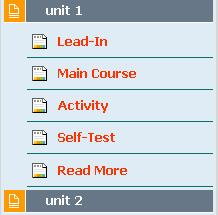 unit 1
Lead-In
Main Course
Activity
Self-Test
Read More
unit 2